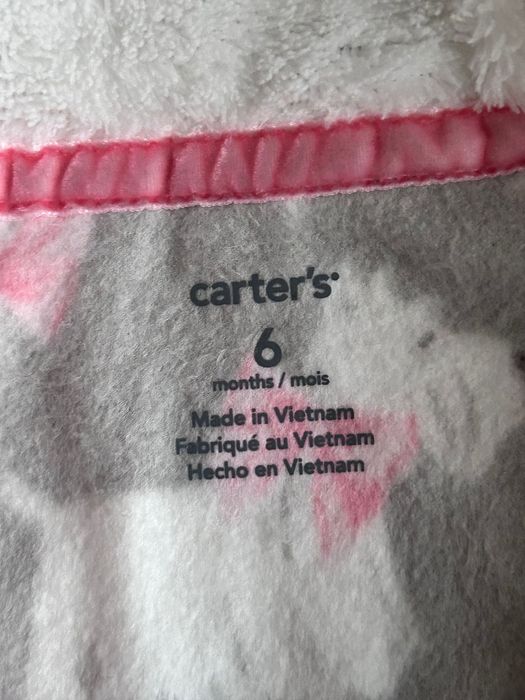 carter's
6
months / mois
Made in Vietnam
Fabriqué au Vietnam
Hecho en Vietnam